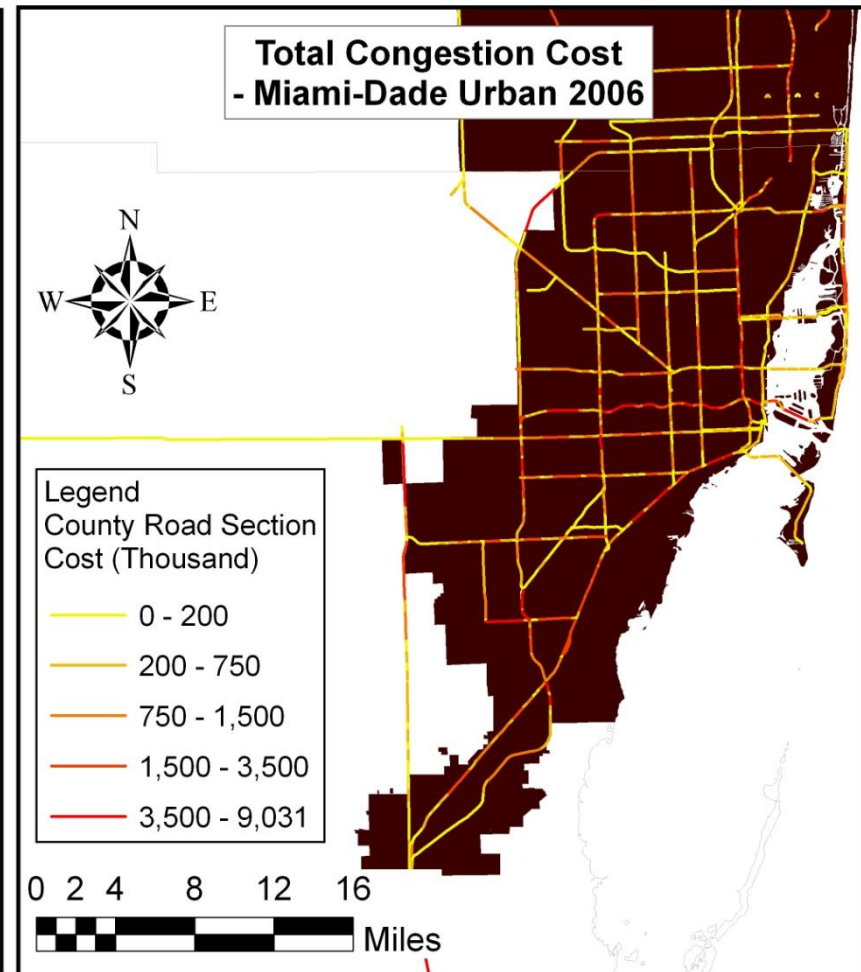 Total Congestion Cost
- Miami-Dade Urban 2006
N
W
E
S
Legend
County Road Section
Cost (Thousand)
0 - 200
200 - 750
750 - 1,500
1,500 - 3,500
3,500 - 9,031
0 2 4 8 12 16
Miles